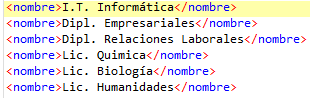 <nombre>I.T. Informática</nombre>
<nombre>Dipl. Empresariales</nombre>
<nombre>Dipl. Relaciones Laborales</nombre>
<nombre>Lic. Quimica</nombre>
<nombre>Lic. Biología</nombre>
<nombre>Lic. Humanidades</nombre>